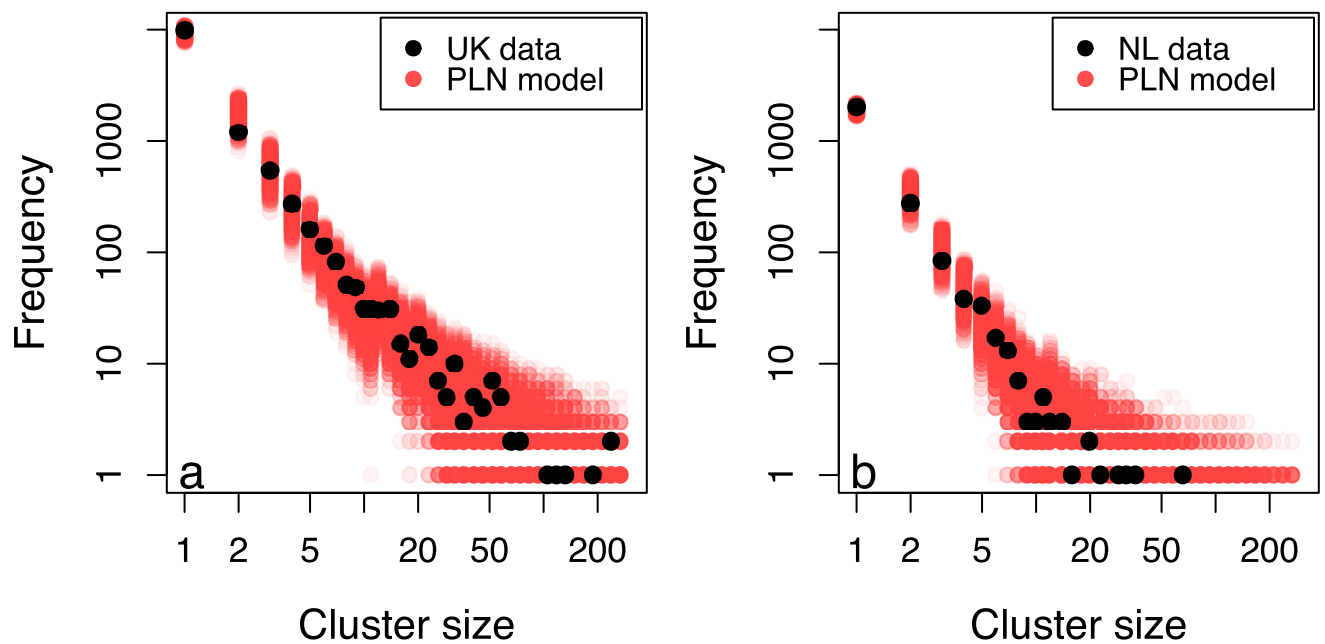 UK data
PLN model
Frequency
1000
100
10
1
a
1 2 5 20 50 200
Cluster size
NL data
PLN model
Frequency
1000
100
10
1
b
1 2 5 20 50 200
Cluster size